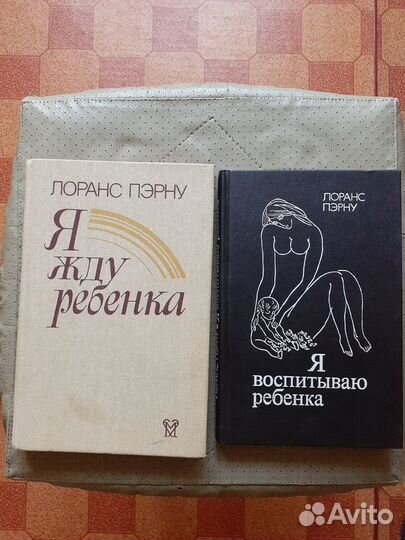 ЛОРАНС ПЭРНУ
Я
жду
ребенка
ЛОРАНС
ПЭРНУ
Я
воспитываю
ребенка
Avito